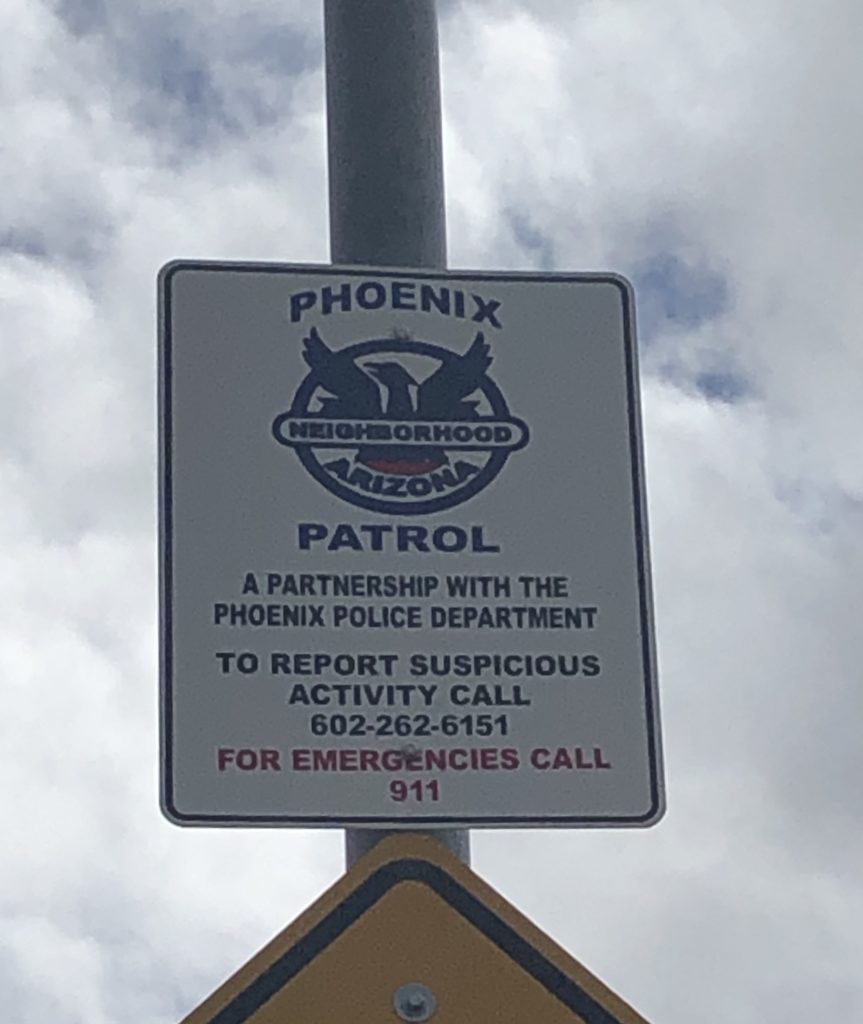 PHOENIX
NEIGHBORHOOD
ARIZONA
PATROL
A PARTNERSHIP WITH THE
PHOENIX POLICE DEPARTMENT
TO REPORT SUSPICIOUS
ACTIVITY CALL
602-262-6151
FOR EMERGENCIES CALL
911